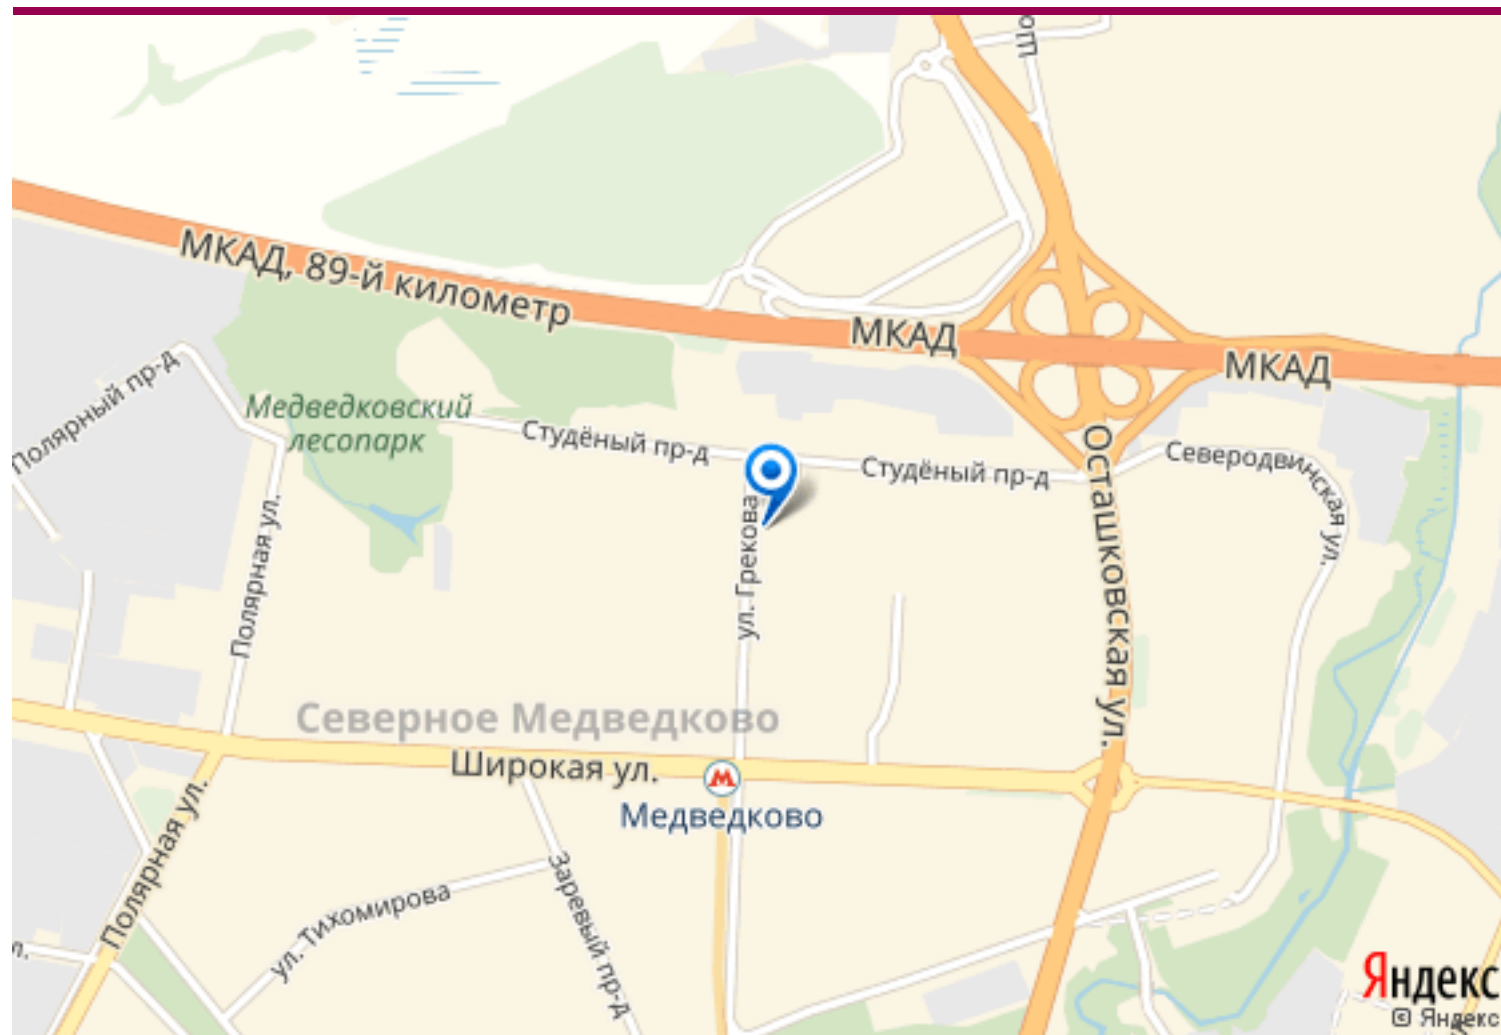 МКАД, 89-й километр
МКАД
МКАД
Полярный пр-д
Медведковский
лесопарк
Студёный пр-д
Студёный пр-д
Северодвинская ул.
Осташковская ул.
ул. Грекова
Полярная ул.
Северное Медведково
Широкая ул.
М
Медведково
Полярная ул.
ул. Тихомирова
Заревый пр-д
л.
Яндекс
© Яндекс